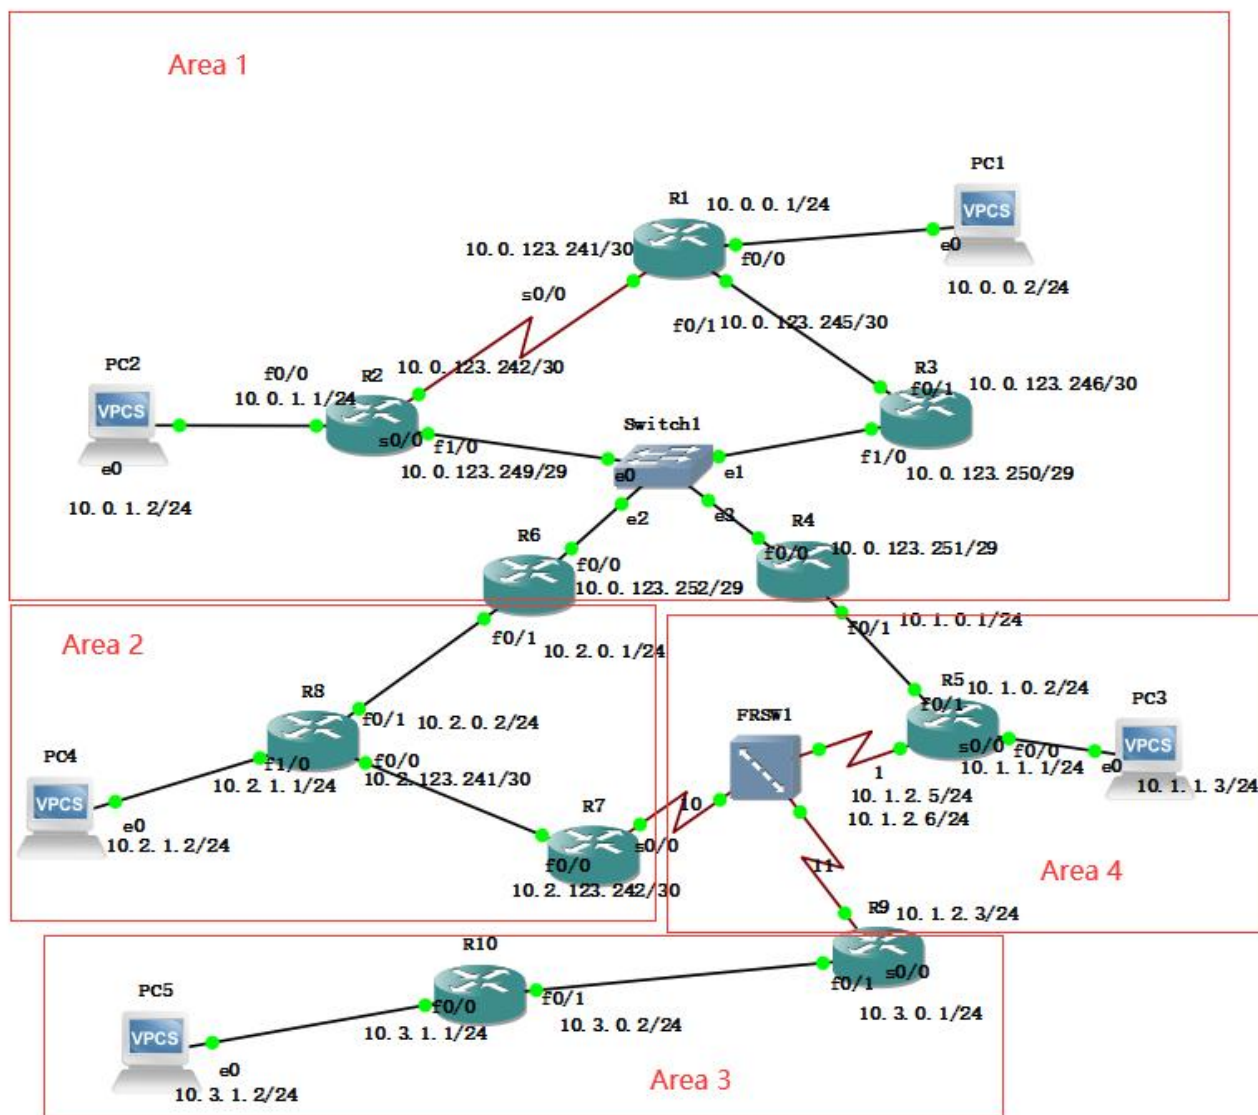 Area 1
PC1
R1
10.0.0.1/24
VPCS
10.0.123.241/30
e0
f0/0
10.0.0.2/24
s0/0
f0/1
10.0.123.245/30
PC2
R3
10.0.123.242/30
f0/0
R2
f0/1
10.0.123.246/30
10.0.1.1/24
VPCS
Switch1
s0/0
f1/0
f1/0
e0
10.0.123.249/29
e0
e1
10.0.123.250/29
10.0.1.2/24
e2
e3
R4
R6
f0/0
10.0.123.251/29
f0/0
10.0.123.252/29
Area 2
f0/1
10.2.0.1/24
f0/1
10.1.0.1/24
R8
R5
10.1.0.2/24
f0/1
10.2.0.2/24
FRSW1
f0/1
PC3
PC4
f1/0
f0/0
s0/0
f0/0
VPCS
e0
10.2.1.1/24
10.2.123.241/30
1
10.1.1.1/24
10.1.1.3/24
VPCS
R7
10
10.1.2.5/24
e0
10.1.2.6/24
10.2.1.2/24
s0/0
f0/0
11
Area 4
10.2.123.242/30
R9
10.1.2.3/24
R10
PC5
f0/1
s0/0
f0/0
f0/1
10.3.0.1/24
VPCS
10.3.1.1/24
10.3.0.2/24
e0
Area 3
10.3.1.2/24